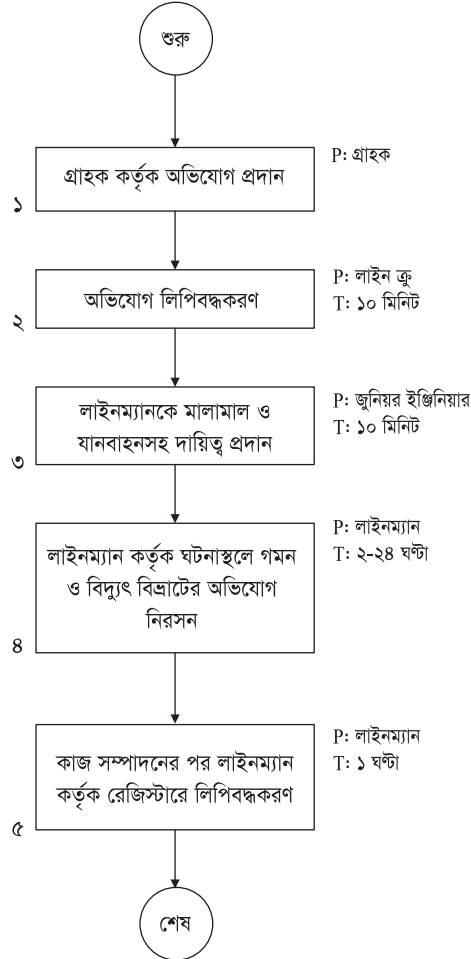 শুরু
গ্রাহক কর্তৃক অভিযোগ প্রদান
P: গ্রাহক
১
অভিযোগ লিপিবদ্ধকরণ
P: লাইন ক্রু
T: ১০ মিনিট
২
লাইনম্যানকে মালামাল ও
যানবাহনসহ দায়িত্ব প্রদান
P: জুনিয়র ইঞ্জিনিয়ার
T: ১০ মিনিট
৩
লাইনম্যান কর্তৃক ঘটনাস্থলে গমন
ও বিদ্যুৎ বিভ্রাটের অভিযোগ
নিরসন
P: লাইনম্যান
T: ২-২৪ ঘণ্টা
৪
কাজ সম্পাদনের পর লাইনম্যান
কর্তৃক রেজিস্টারে লিপিবদ্ধকরণ
P: লাইনম্যান
T: ১ ঘণ্টা
৫
শেষ